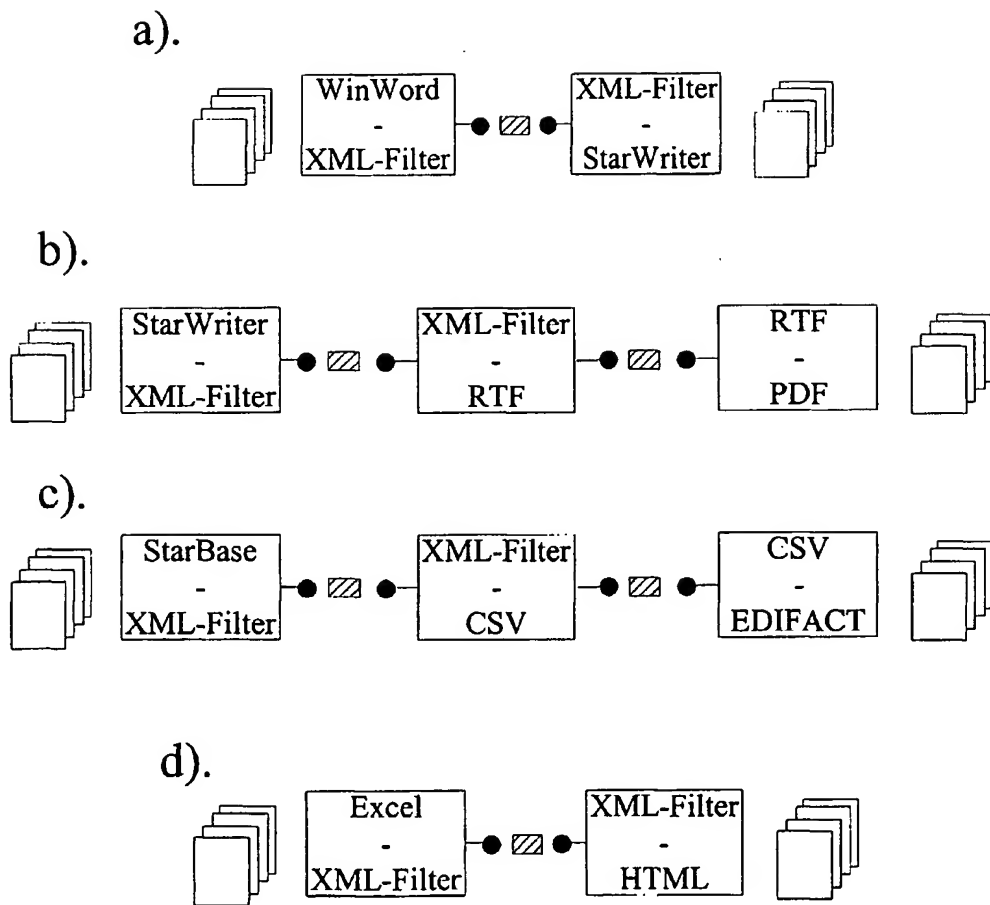 a).
WinWord
-
XML-Filter
XML-Filter
-
StarWriter
b).
StarWriter
-
XML-Filter
XML-Filter
-
RTF
RTF
-
PDF
c).
StarBase
-
XML-Filter
XML-Filter
-
CSV
CSV
-
EDIFACT
d).
Excel
-
XML-Filter
XML-Filter
-
HTML